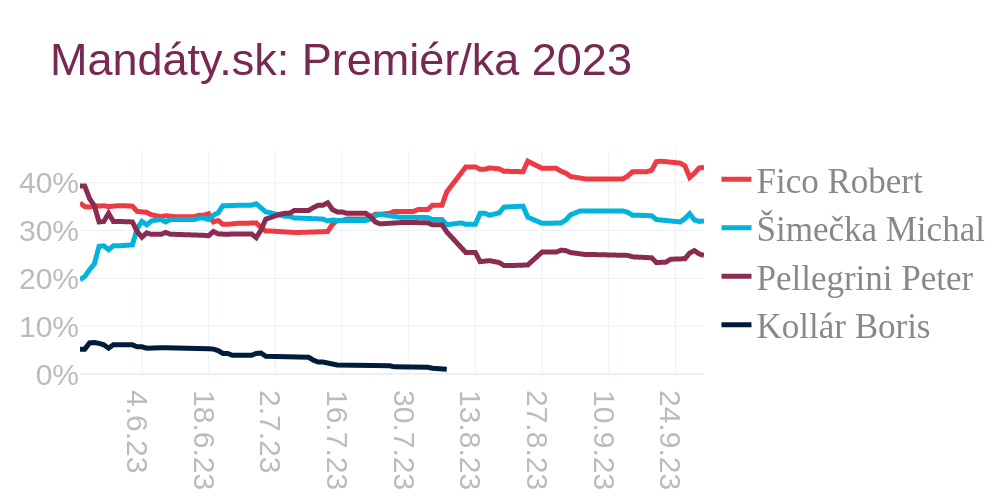 Mandáty.sk: Premiér/ka 2023
40%
30%
20%
10%
0%
4.6.23
18.6.23
2.7.23
16.7.23
30.7.23
13.8.23
27.8.23
10.9.23
24.9.23
Fico Robert
Šimečka Michal
Pellegrini Peter
Kollár Boris